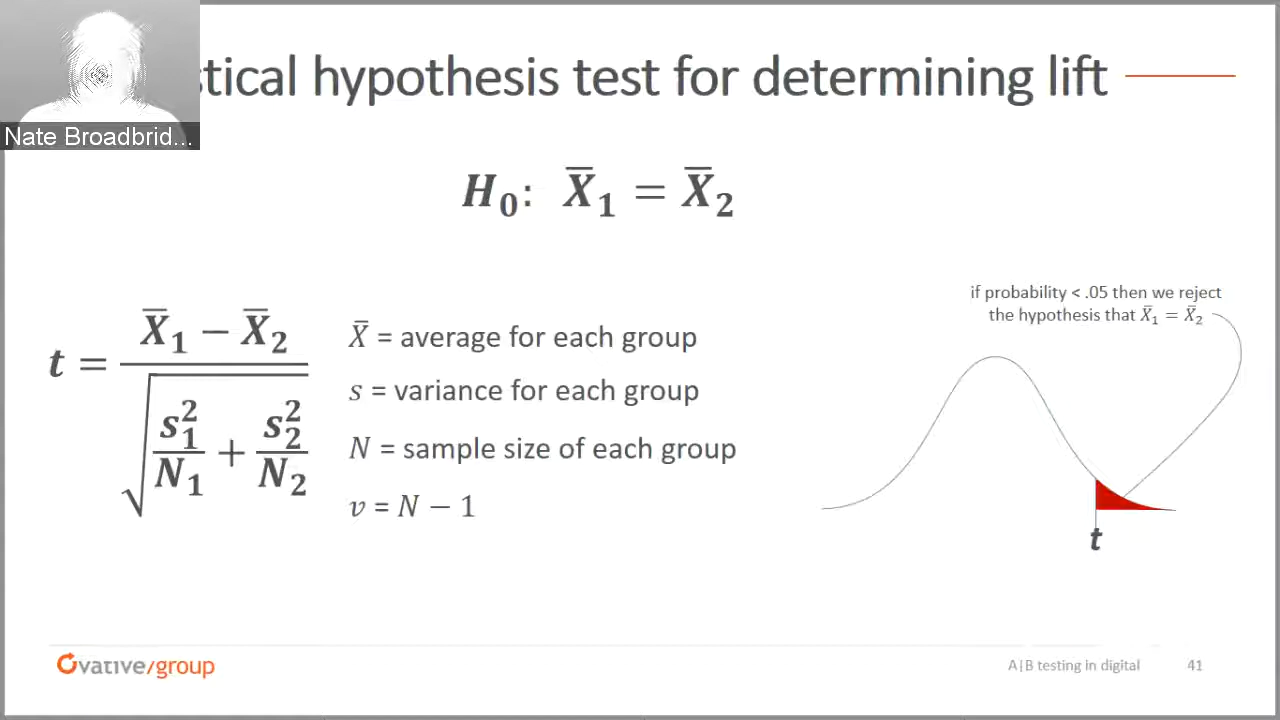 stical hypothesis test for determining lift
Nate Broadbrid...
H₀: X̅₁ = X̅₂
if probability < .05 then we reject
the hypothesis that X̅₁ = X̅₂
t = (X̅₁ − X̅₂) / √(s₁²/N₁ + s₂²/N₂)
X̅ = average for each group
s = variance for each group
N = sample size of each group
v = N − 1
t
Ovative/group
A|B testing in digital
41